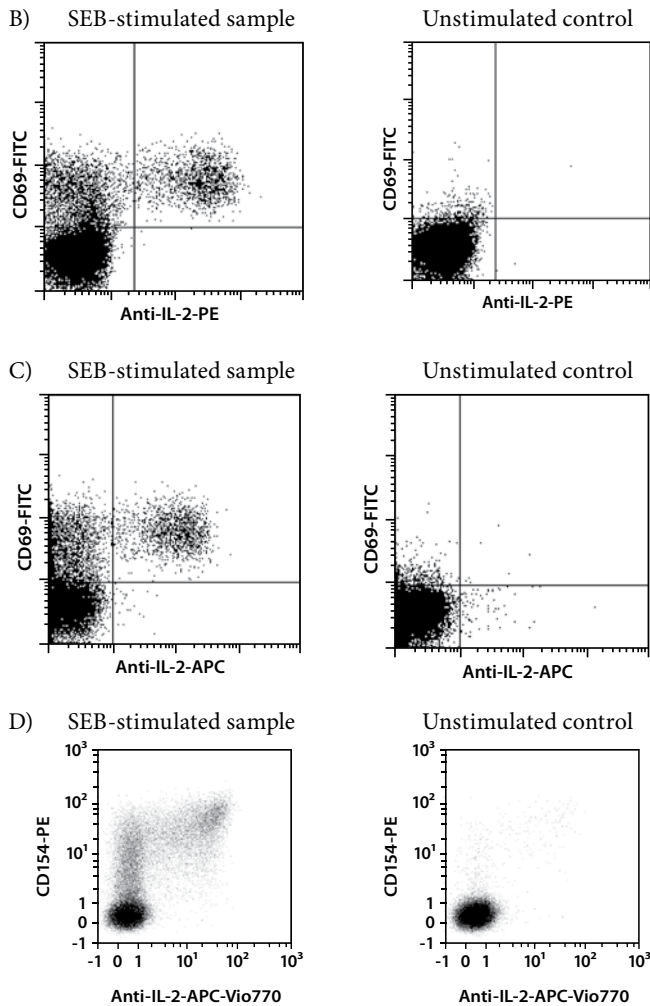 B) SEB-stimulated sample Unstimulated control
CD69-FITC CD69-FITC
Anti-IL-2-PE Anti-IL-2-PE
C) SEB-stimulated sample Unstimulated control
CD69-FITC CD69-FITC
Anti-IL-2-APC Anti-IL-2-APC
D) SEB-stimulated sample Unstimulated control
10³ 10³
10² 10²
CD154-PE CD154-PE
10¹ 10¹
1 1
0 0
-1 -1
-1 0 1 10¹ 10² 10³ -1 0 1 10¹ 10² 10³
Anti-IL-2-APC-Vio770 Anti-IL-2-APC-Vio770